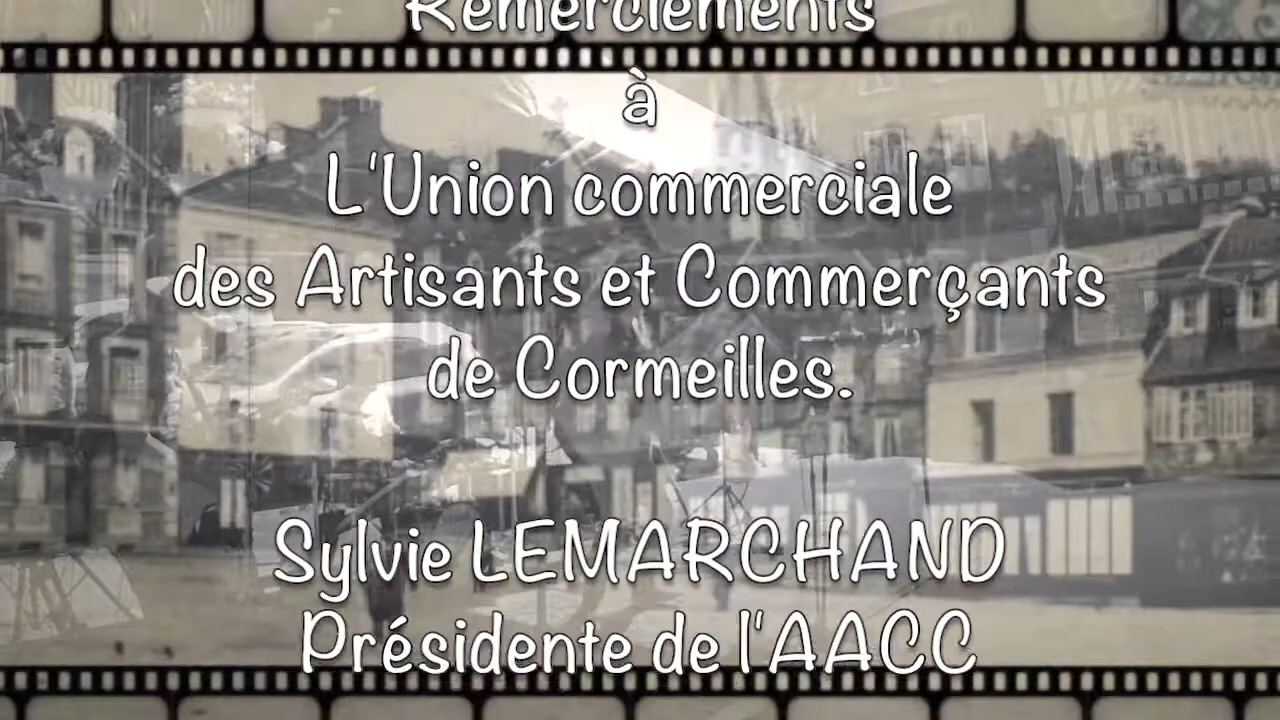 Remerciements
à
L'Union commerciale
des Artisants et Commerçants
de Cormeilles.
Sylvie LEMARCHAND
Présidente de l'AACC